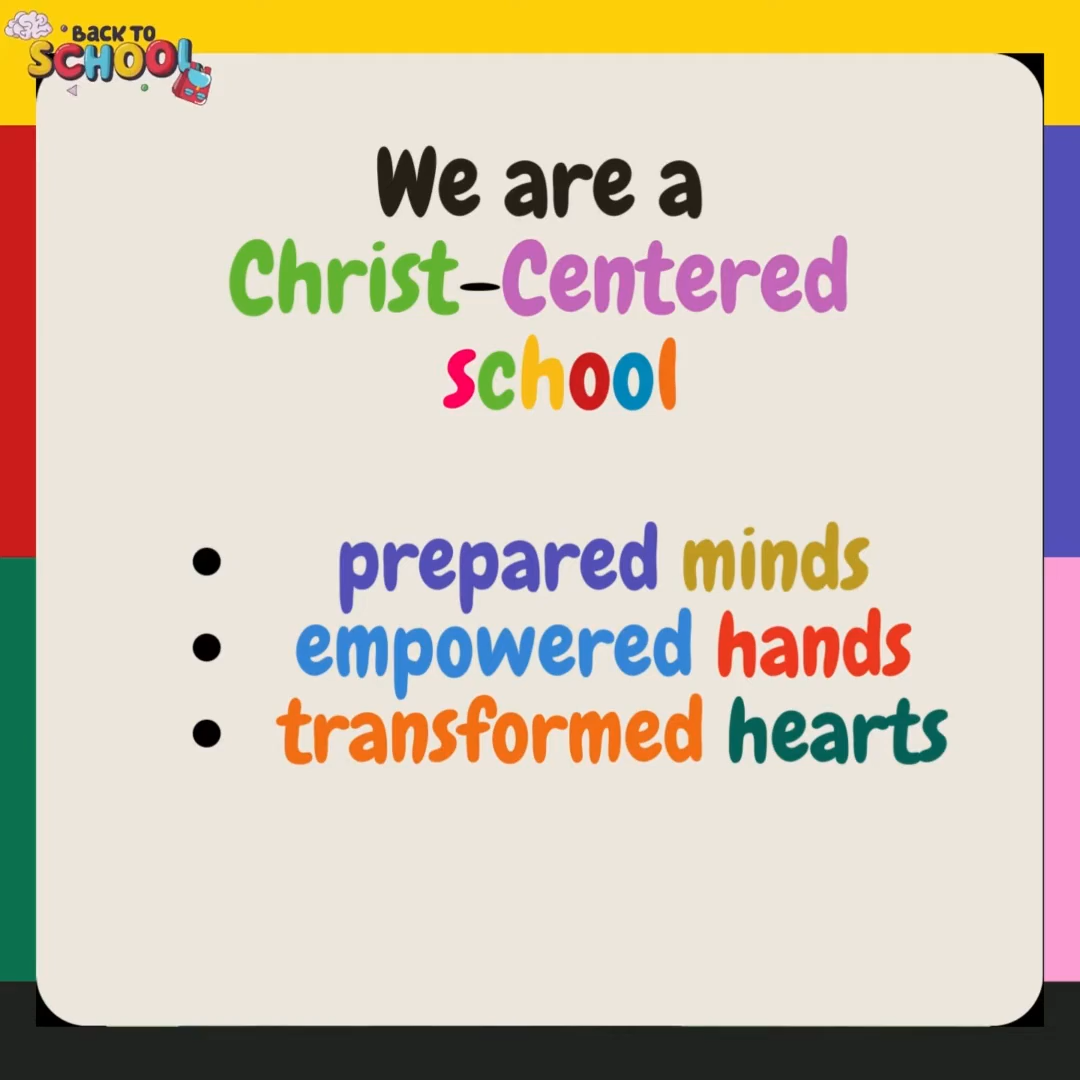 BACK TO
SCHOOL
We are a
Christ-Centered
school
• prepared minds
• empowered hands
• transformed hearts